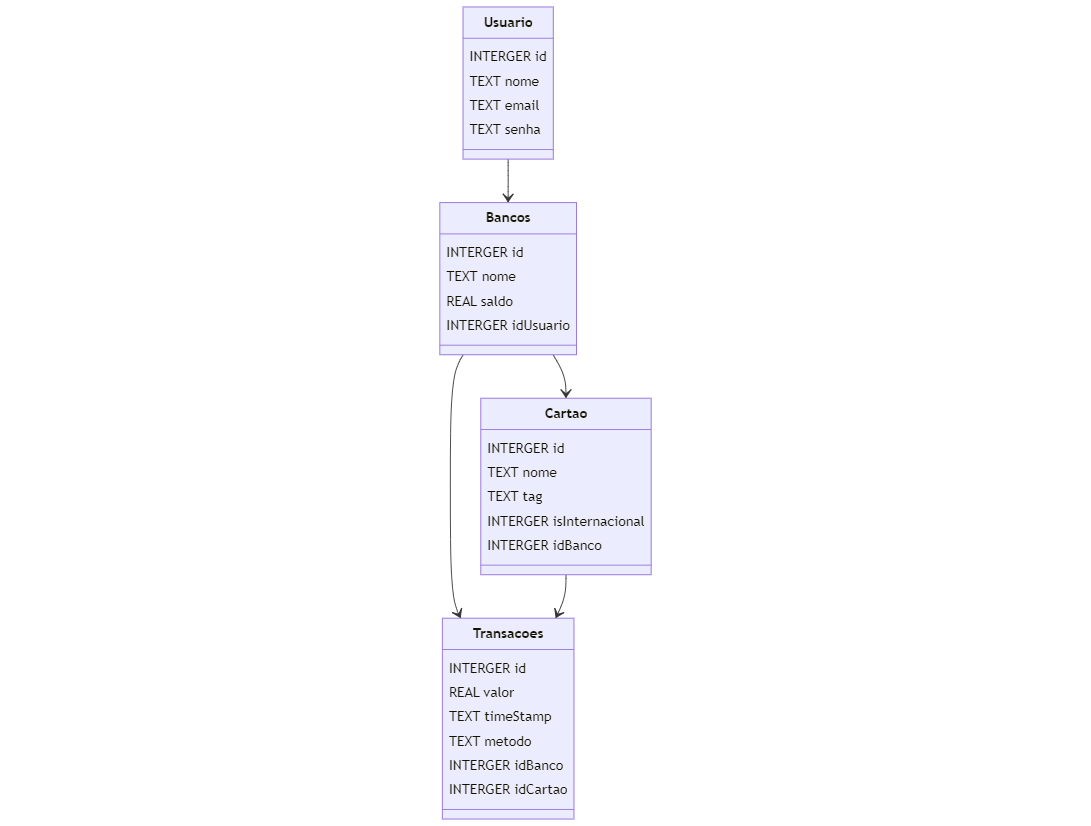 Usuario
INTERGER id
TEXT nome
TEXT email
TEXT senha
Bancos
INTERGER id
TEXT nome
REAL saldo
INTERGER idUsuario
Cartao
INTERGER id
TEXT nome
TEXT tag
INTERGER isInternacional
INTERGER idBanco
Transacoes
INTERGER id
REAL valor
TEXT timeStamp
TEXT metodo
INTERGER idBanco
INTERGER idCartao